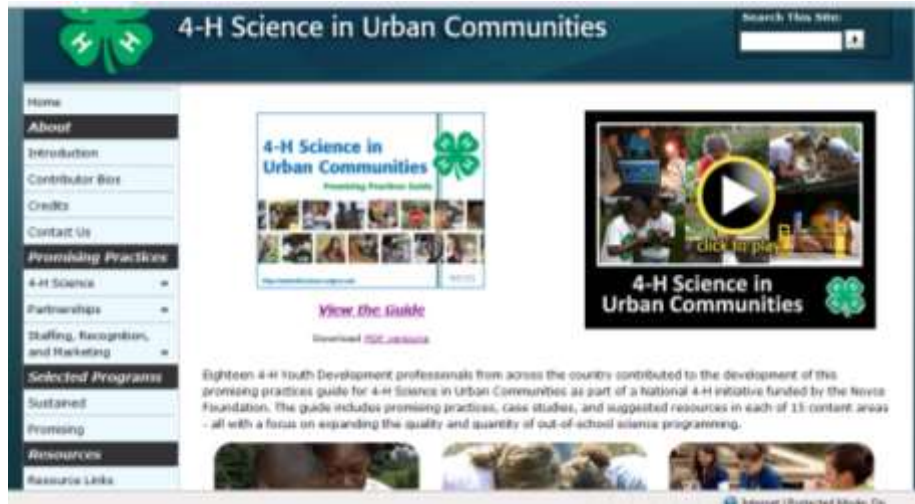 H H
4-H Science in Urban Communities
Search This Site:
Home
About
Introduction
Contributor Bios
Credits
Contact Us
Promising Practices
4-H Science »
Partnerships »
Staffing, Recognition,
and Marketing »
Selected Programs
Sustained
Promising
Resources
Resource Links
4-H Science in
Urban Communities
Promising Practices Guide
View the Guide
Download PDF versions
click to play
4-H Science in
Urban Communities
Eighteen 4-H Youth Development professionals from across the country contributed to the development of this
promising practices guide for 4-H Science in Urban Communities as part of a National 4-H initiative funded by the Noyce
Foundation. The guide includes promising practices, case studies, and suggested resources in each of 15 content areas
- all with a focus on expanding the quality and quantity of out-of-school science programming.
Internet | Protected Mode: On